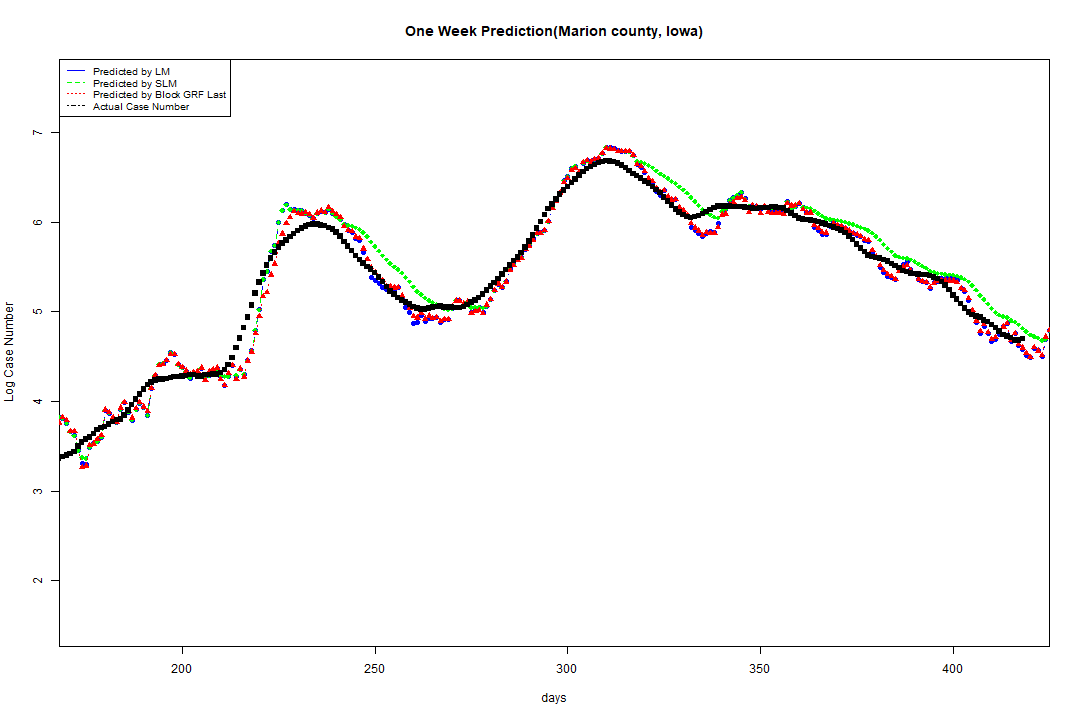 One Week Prediction(Marion county, Iowa)
Predicted by LM
Predicted by SLM
Predicted by Block GRF Last
Actual Case Number
Log Case Number
7
6
5
4
3
2
200 250 300 350 400
days